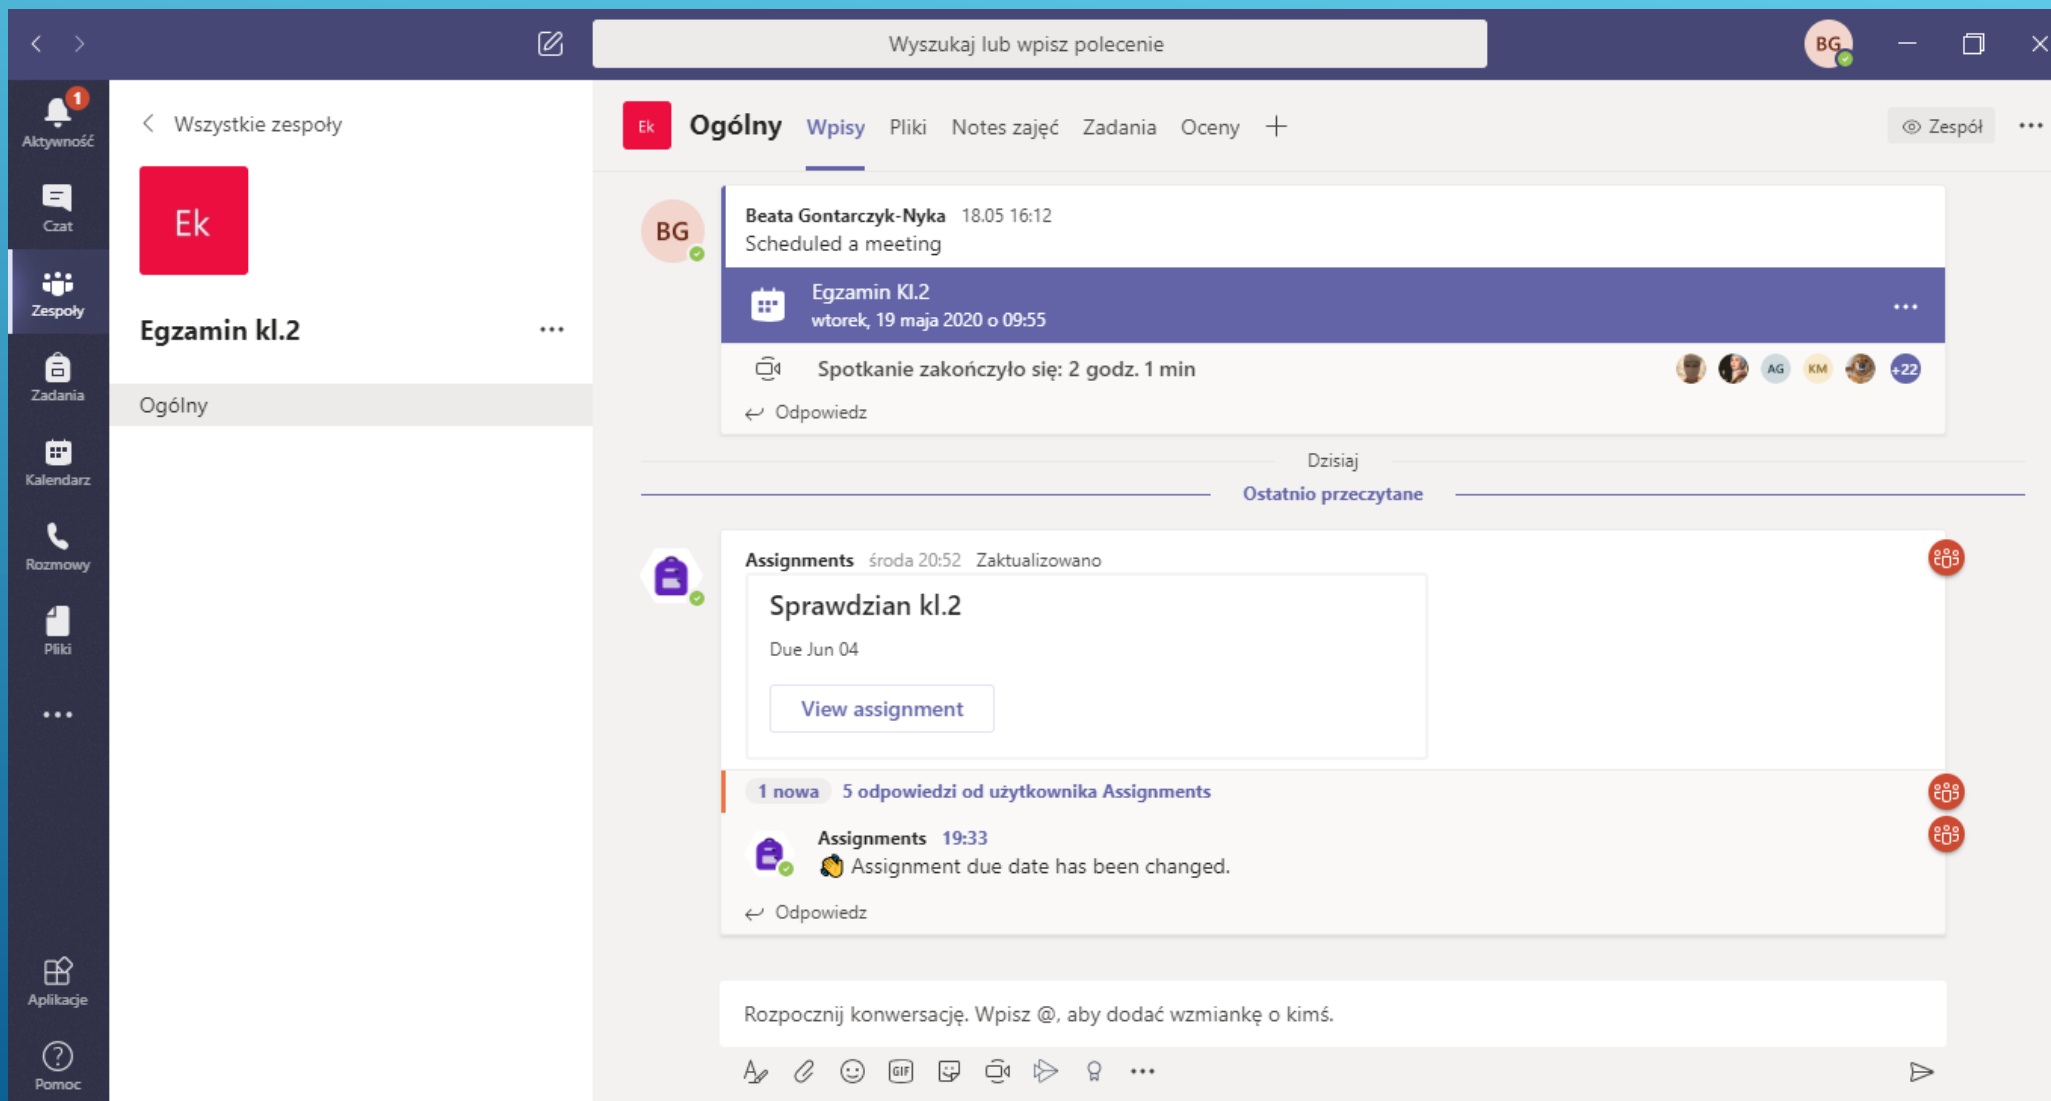 Wyszukaj lub wpisz polecenie
BG
1
Aktywność
Czat
Zespoły
Zadania
Kalendarz
Rozmowy
Pliki
Aplikacje
Pomoc
Wszystkie zespoły
Ek
Egzamin kl.2
Ogólny
Ek Ogólny Wpisy Pliki Notes zajęć Zadania Oceny
Zespół
BG
Beata Gontarczyk-Nyka 18.05 16:12
Scheduled a meeting
Egzamin Kl.2
wtorek, 19 maja 2020 o 09:55
Spotkanie zakończyło się: 2 godz. 1 min
AG KM +22
Odpowiedz
Dzisiaj
Ostatnio przeczytane
Assignments środa 20:52 Zaktualizowano
Sprawdzian kl.2
Due Jun 04
View assignment
1 nowa 5 odpowiedzi od użytkownika Assignments
Assignments 19:33
Assignment due date has been changed.
Odpowiedz
Rozpocznij konwersację. Wpisz @, aby dodać wzmiankę o kimś.
GIF